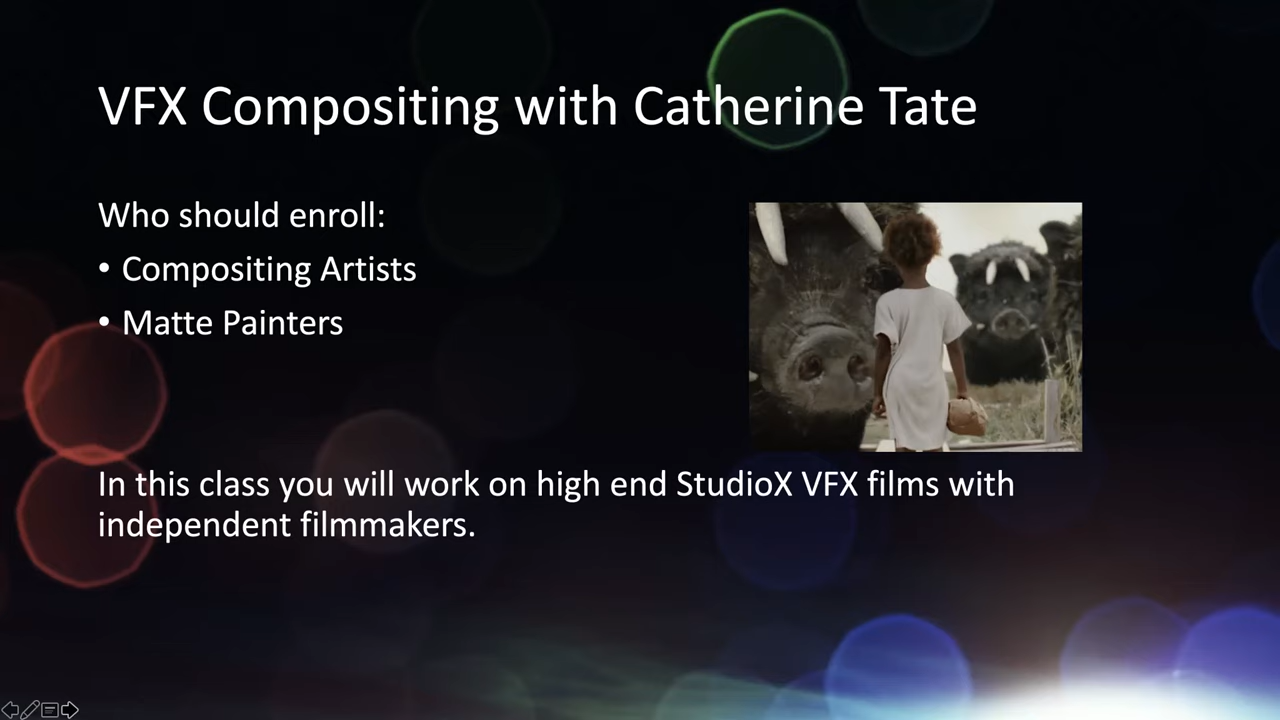 VFX Compositing with Catherine Tate
Who should enroll:
• Compositing Artists
• Matte Painters
In this class you will work on high end StudioX VFX films with
independent filmmakers.